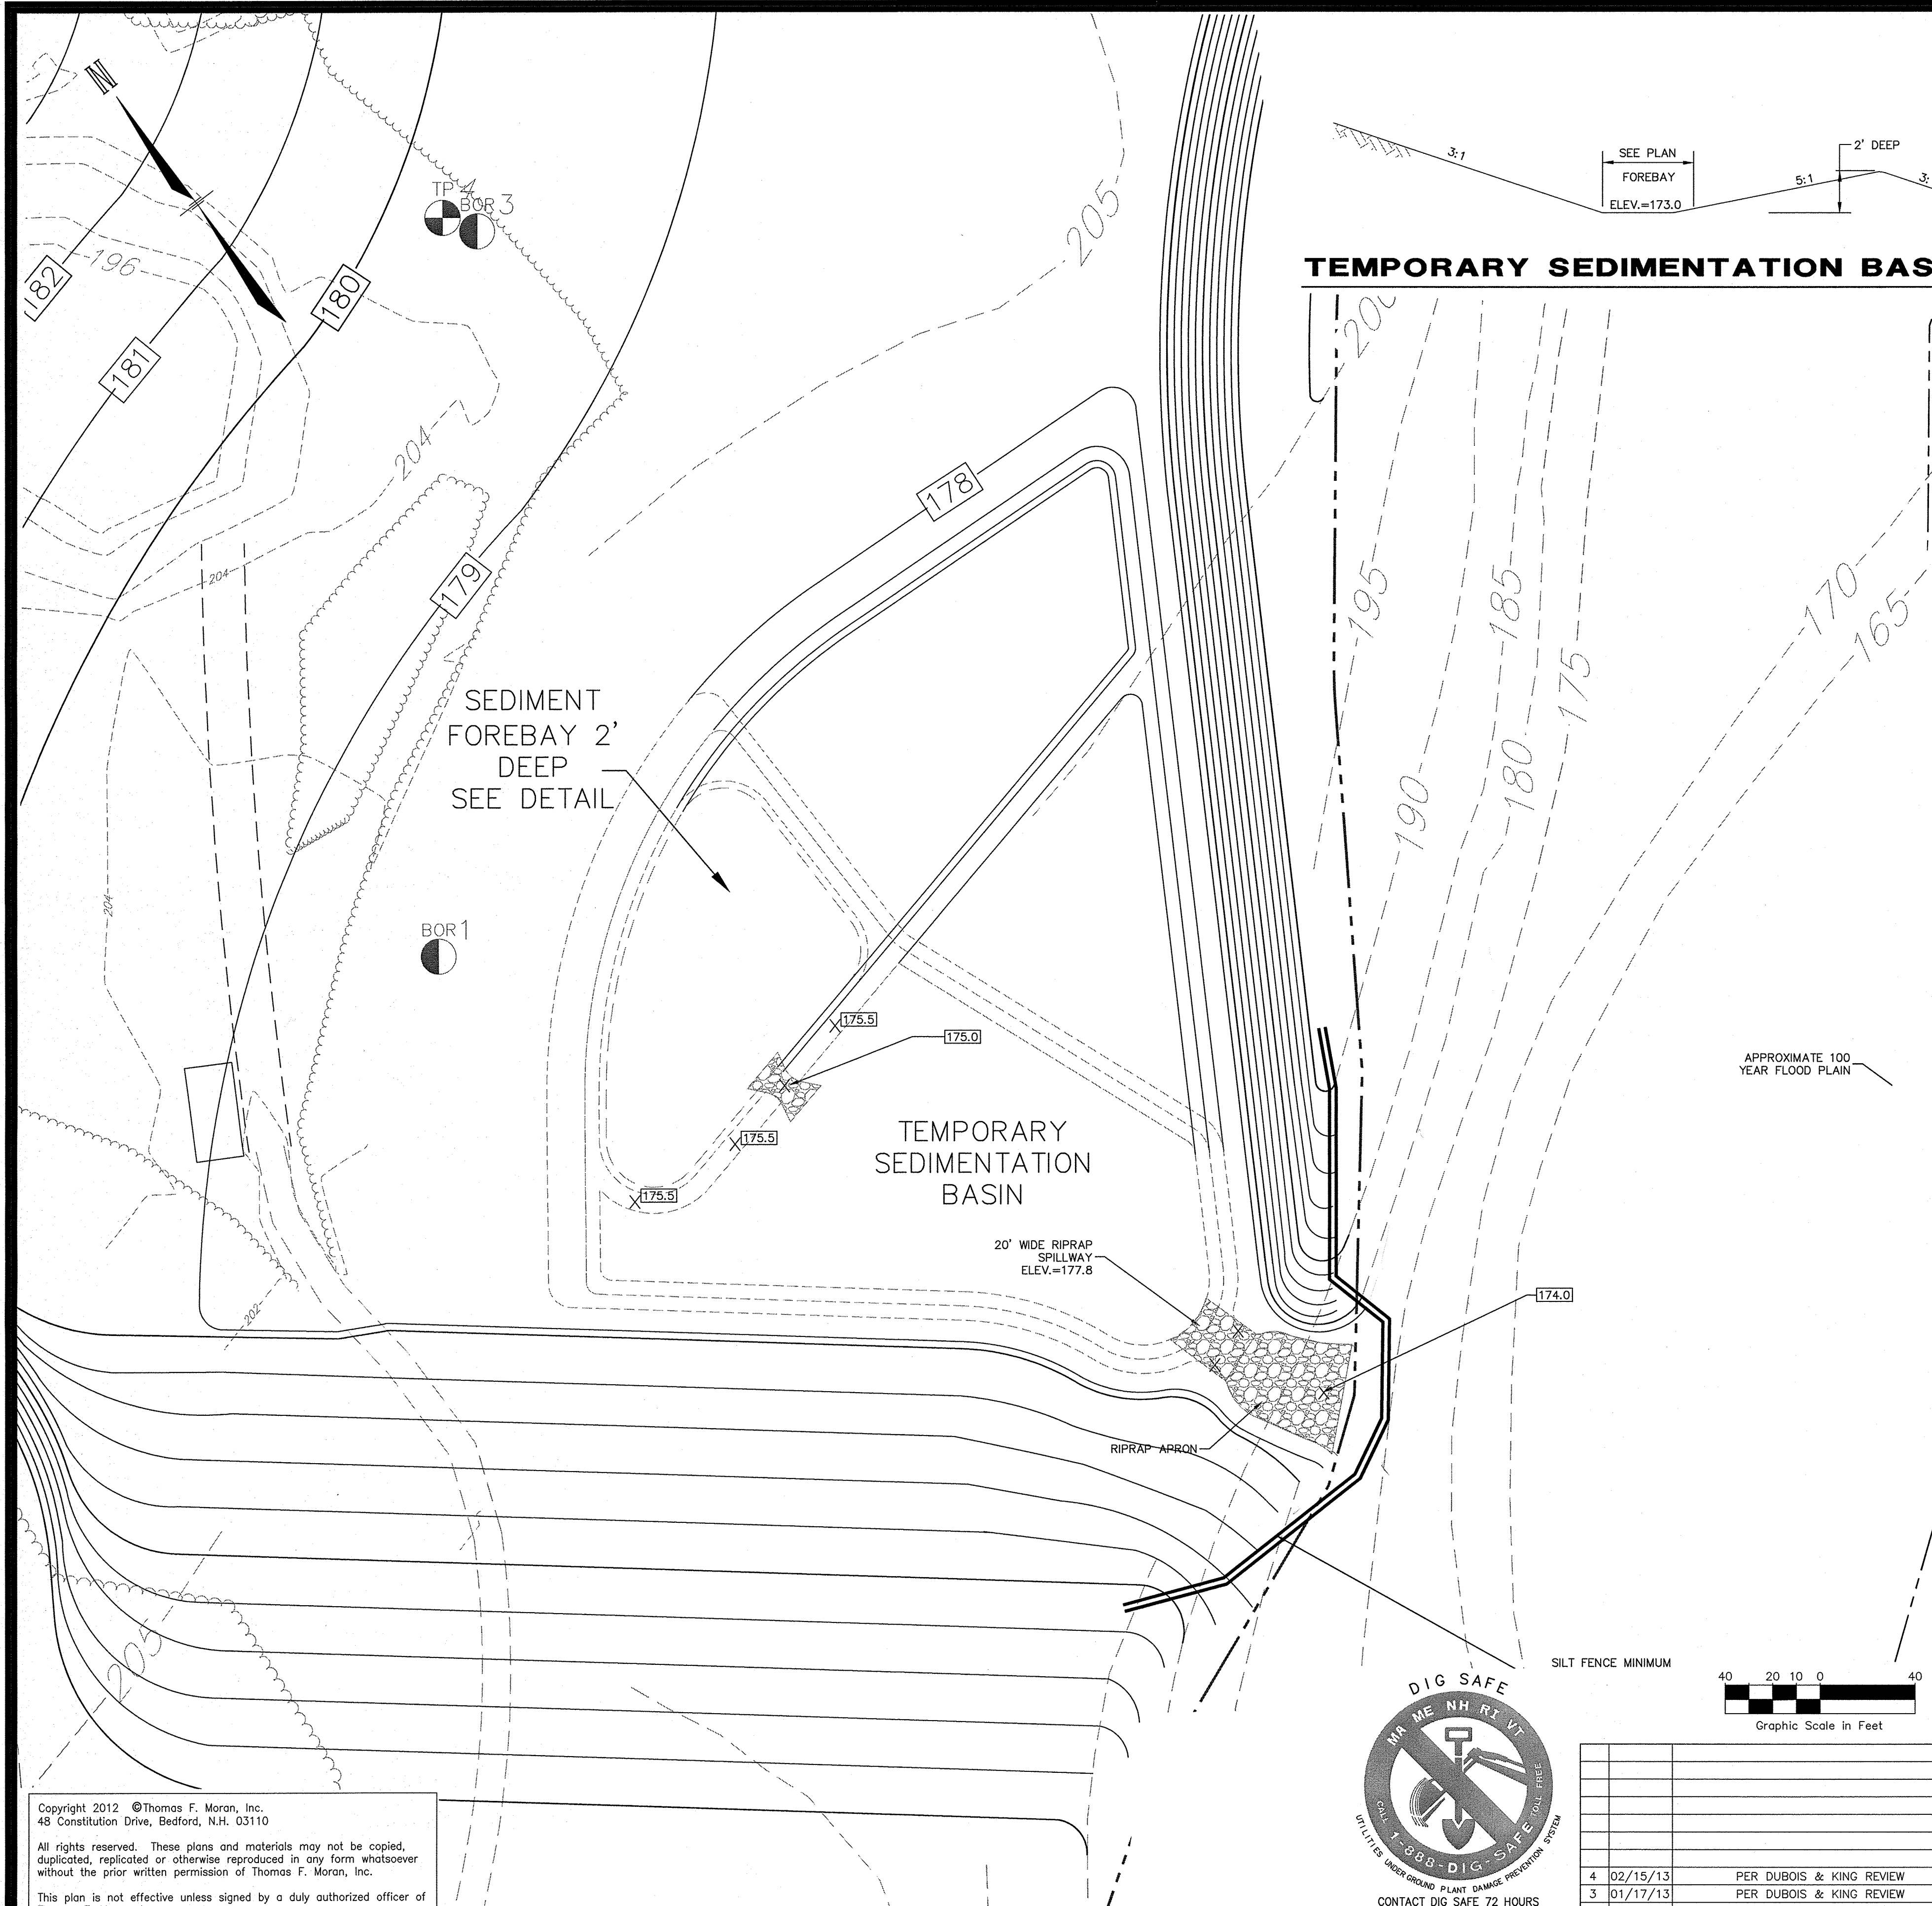 N
TP 4
BOR 3
196
182
181
180
205
SEE PLAN
FOREBAY
ELEV.=173.0
3:1
5:1
2' DEEP
TEMPORARY SEDIMENTATION BAS
200
204
178
204
179
195
185
175
170
165
SEDIMENT
FOREBAY 2'
DEEP
SEE DETAIL
190
180
204
BOR 1
175.5
175.0
APPROXIMATE 100
YEAR FLOOD PLAIN
TEMPORARY
SEDIMENTATION
BASIN
175.5
175.5
20' WIDE RIPRAP
SPILLWAY
ELEV.=177.8
174.0
202
RIPRAP APRON
205
SILT FENCE MINIMUM
40 20 10 0 40
Graphic Scale in Feet
DIG SAFE
MA ME NH RI VT
CALL 1-888-DIG-SAFE TOLL FREE
UTILITIES UNDERGROUND PLANT DAMAGE PREVENTION SYSTEM
CONTACT DIG SAFE 72 HOURS
4 02/15/13 PER DUBOIS & KING REVIEW
3 01/17/13 PER DUBOIS & KING REVIEW
Copyright 2012 ©Thomas F. Moran, Inc.
48 Constitution Drive, Bedford, N.H. 03110
All rights reserved. These plans and materials may not be copied,
duplicated, replicated or otherwise reproduced in any form whatsoever
without the prior written permission of Thomas F. Moran, Inc.
This plan is not effective unless signed by a duly authorized officer of